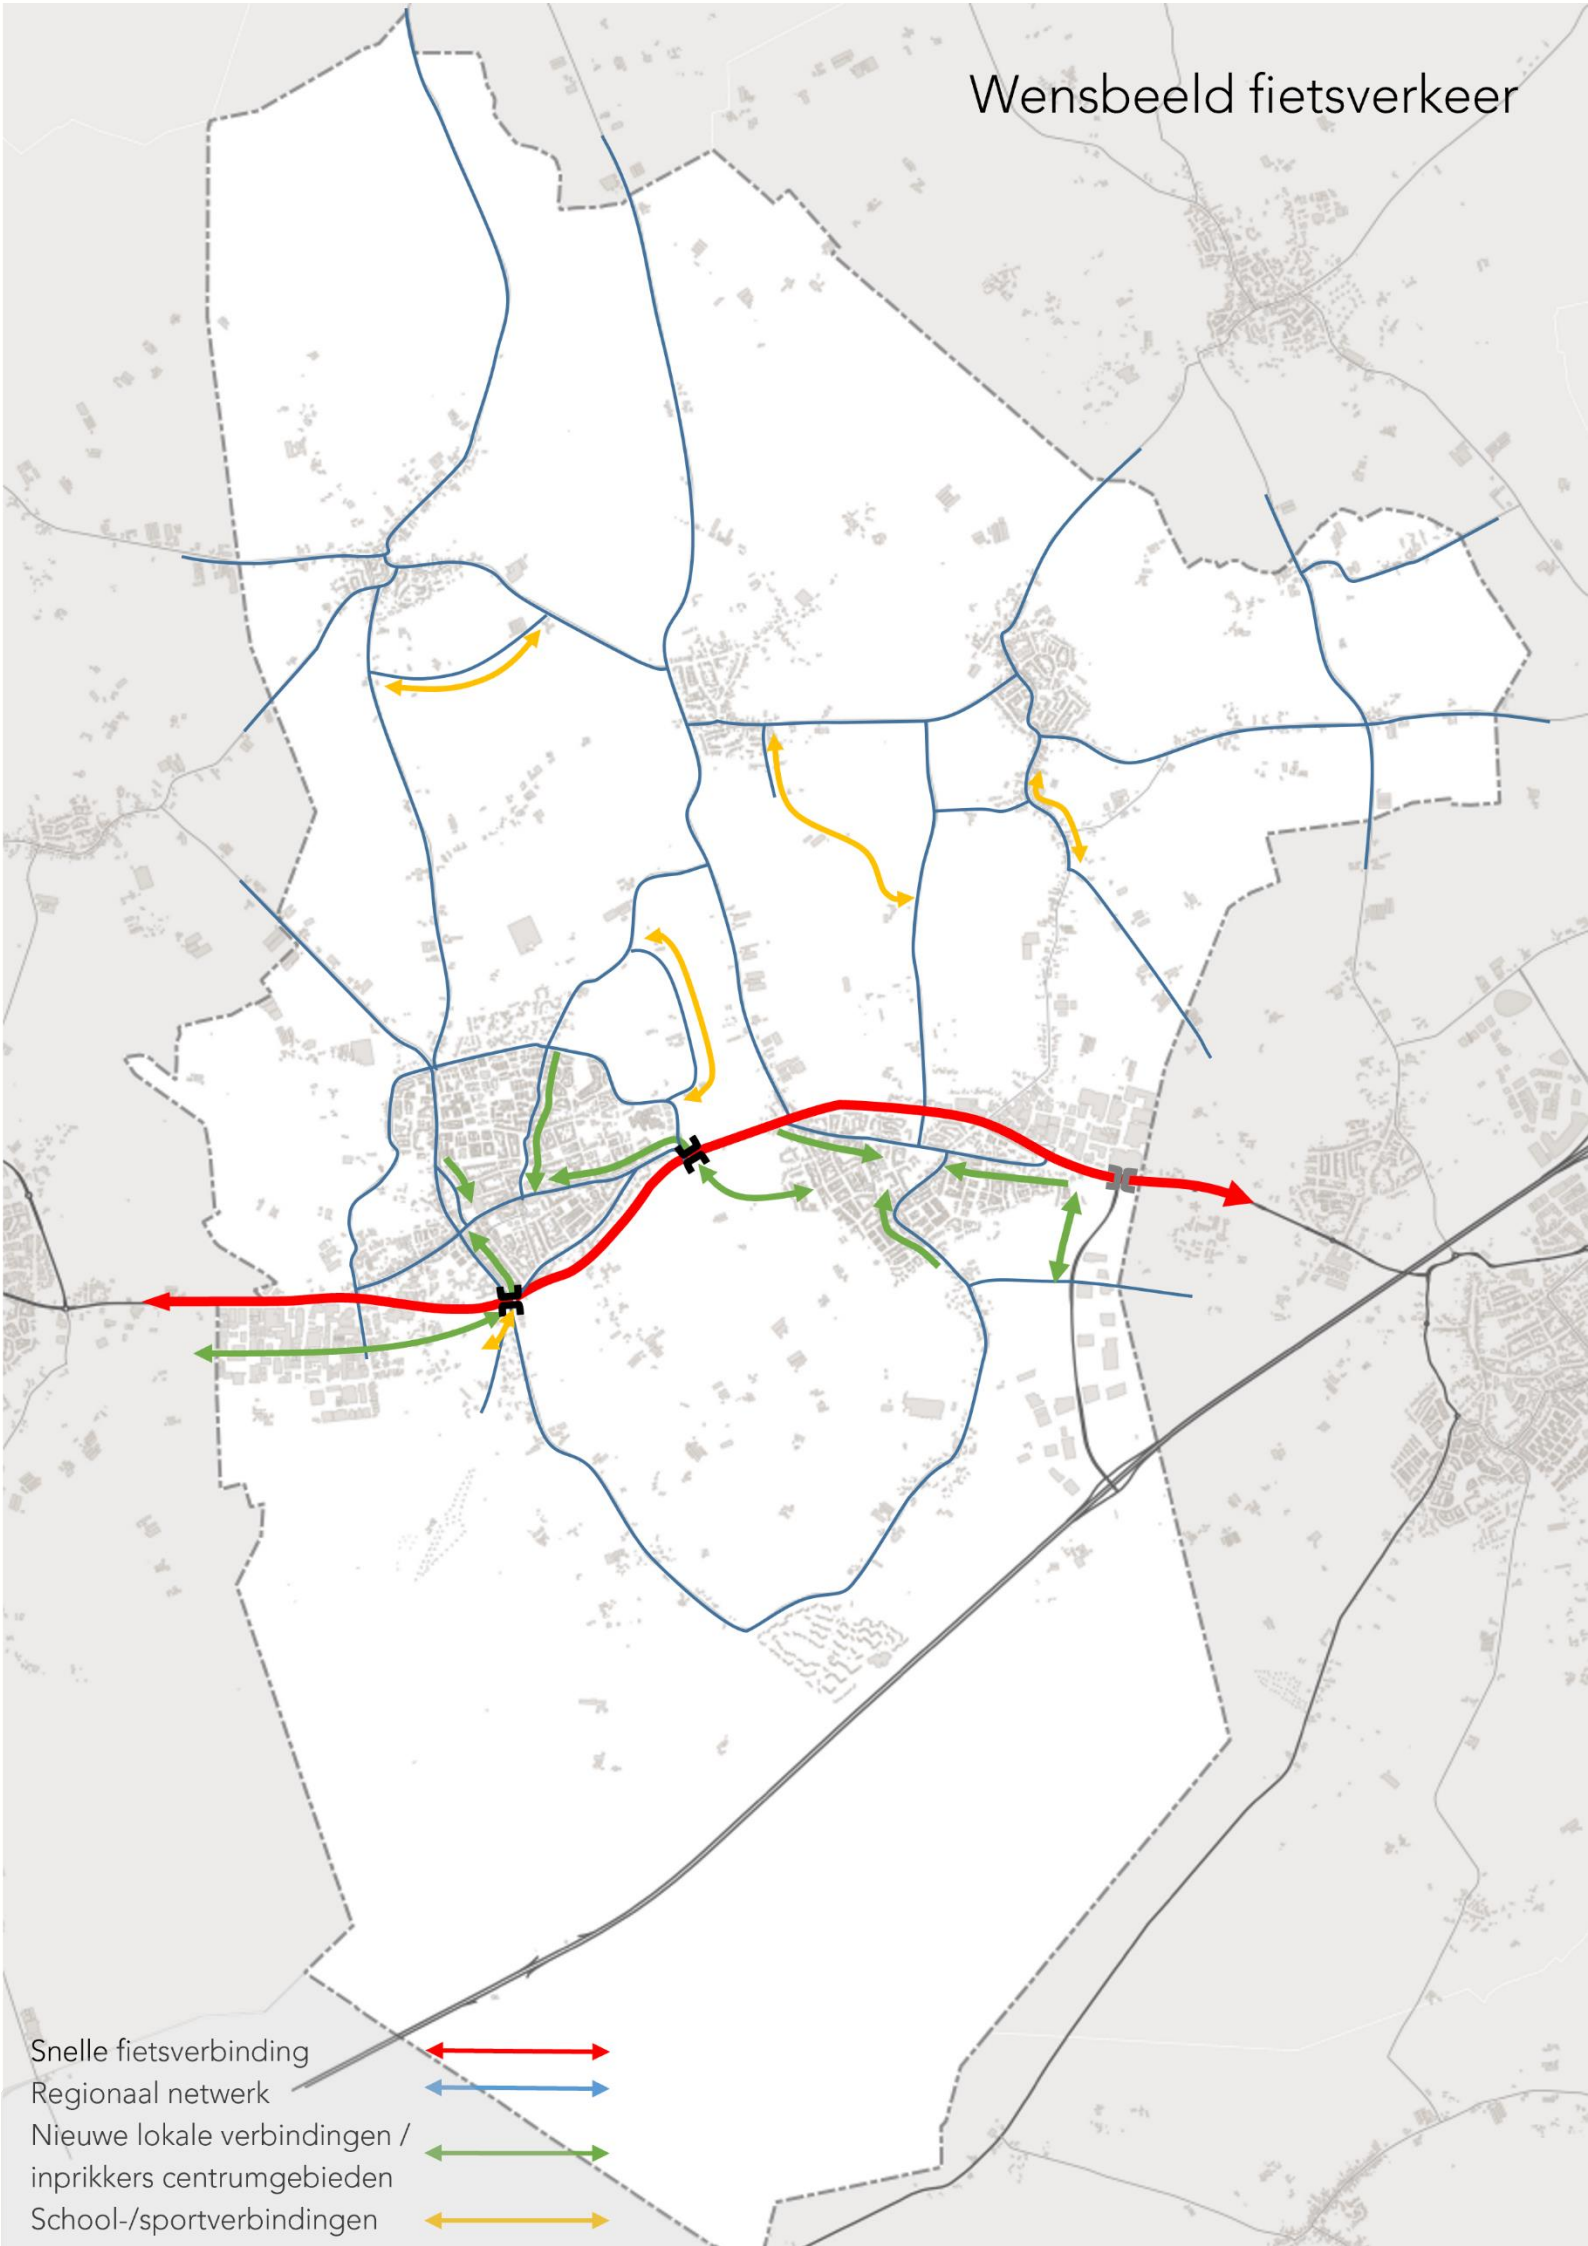 Wensbeeld fietsverkeer
Snelle fietsverbinding
Regionaal netwerk
Nieuwe lokale verbindingen /
inprikkers centrumgebieden
School-/sportverbindingen